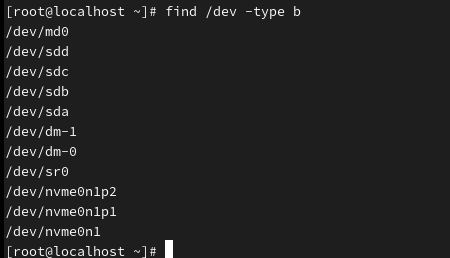 [root@localhost ~]# find /dev -type b
/dev/md0
/dev/sdd
/dev/sdc
/dev/sdb
/dev/sda
/dev/dm-1
/dev/dm-0
/dev/sr0
/dev/nvme0n1p2
/dev/nvme0n1p1
/dev/nvme0n1
[root@localhost ~]#